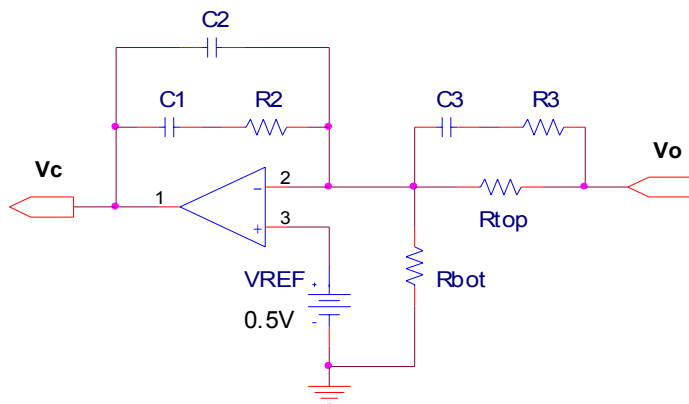 C2
C1 R2 C3 R3
Vc Vo
1 - 2
+ 3
Rtop
VREF + Rbot
0.5V -